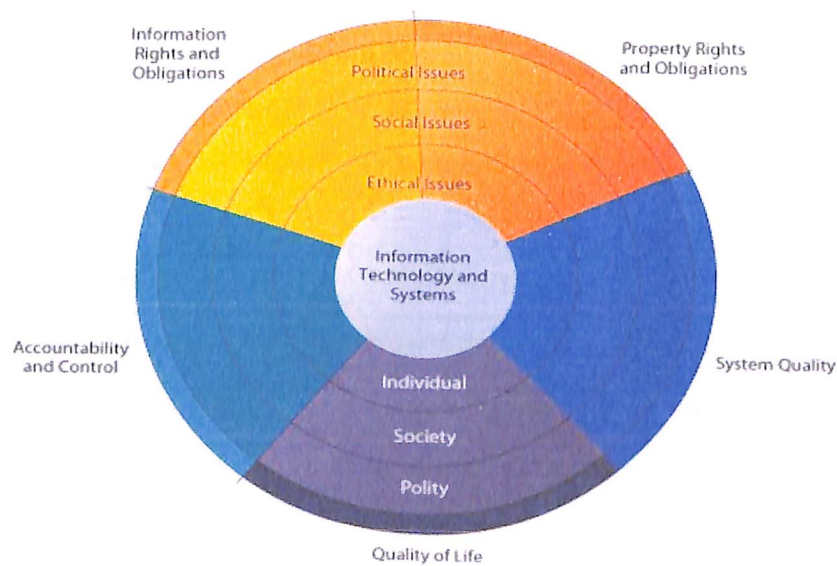 Information
Rights and
Obligations
Property Rights
and Obligations
Political Issues
Social Issues
Ethical Issues
Information
Technology and
Systems
Accountability
and Control
System Quality
Individual
Society
Polity
Quality of Life